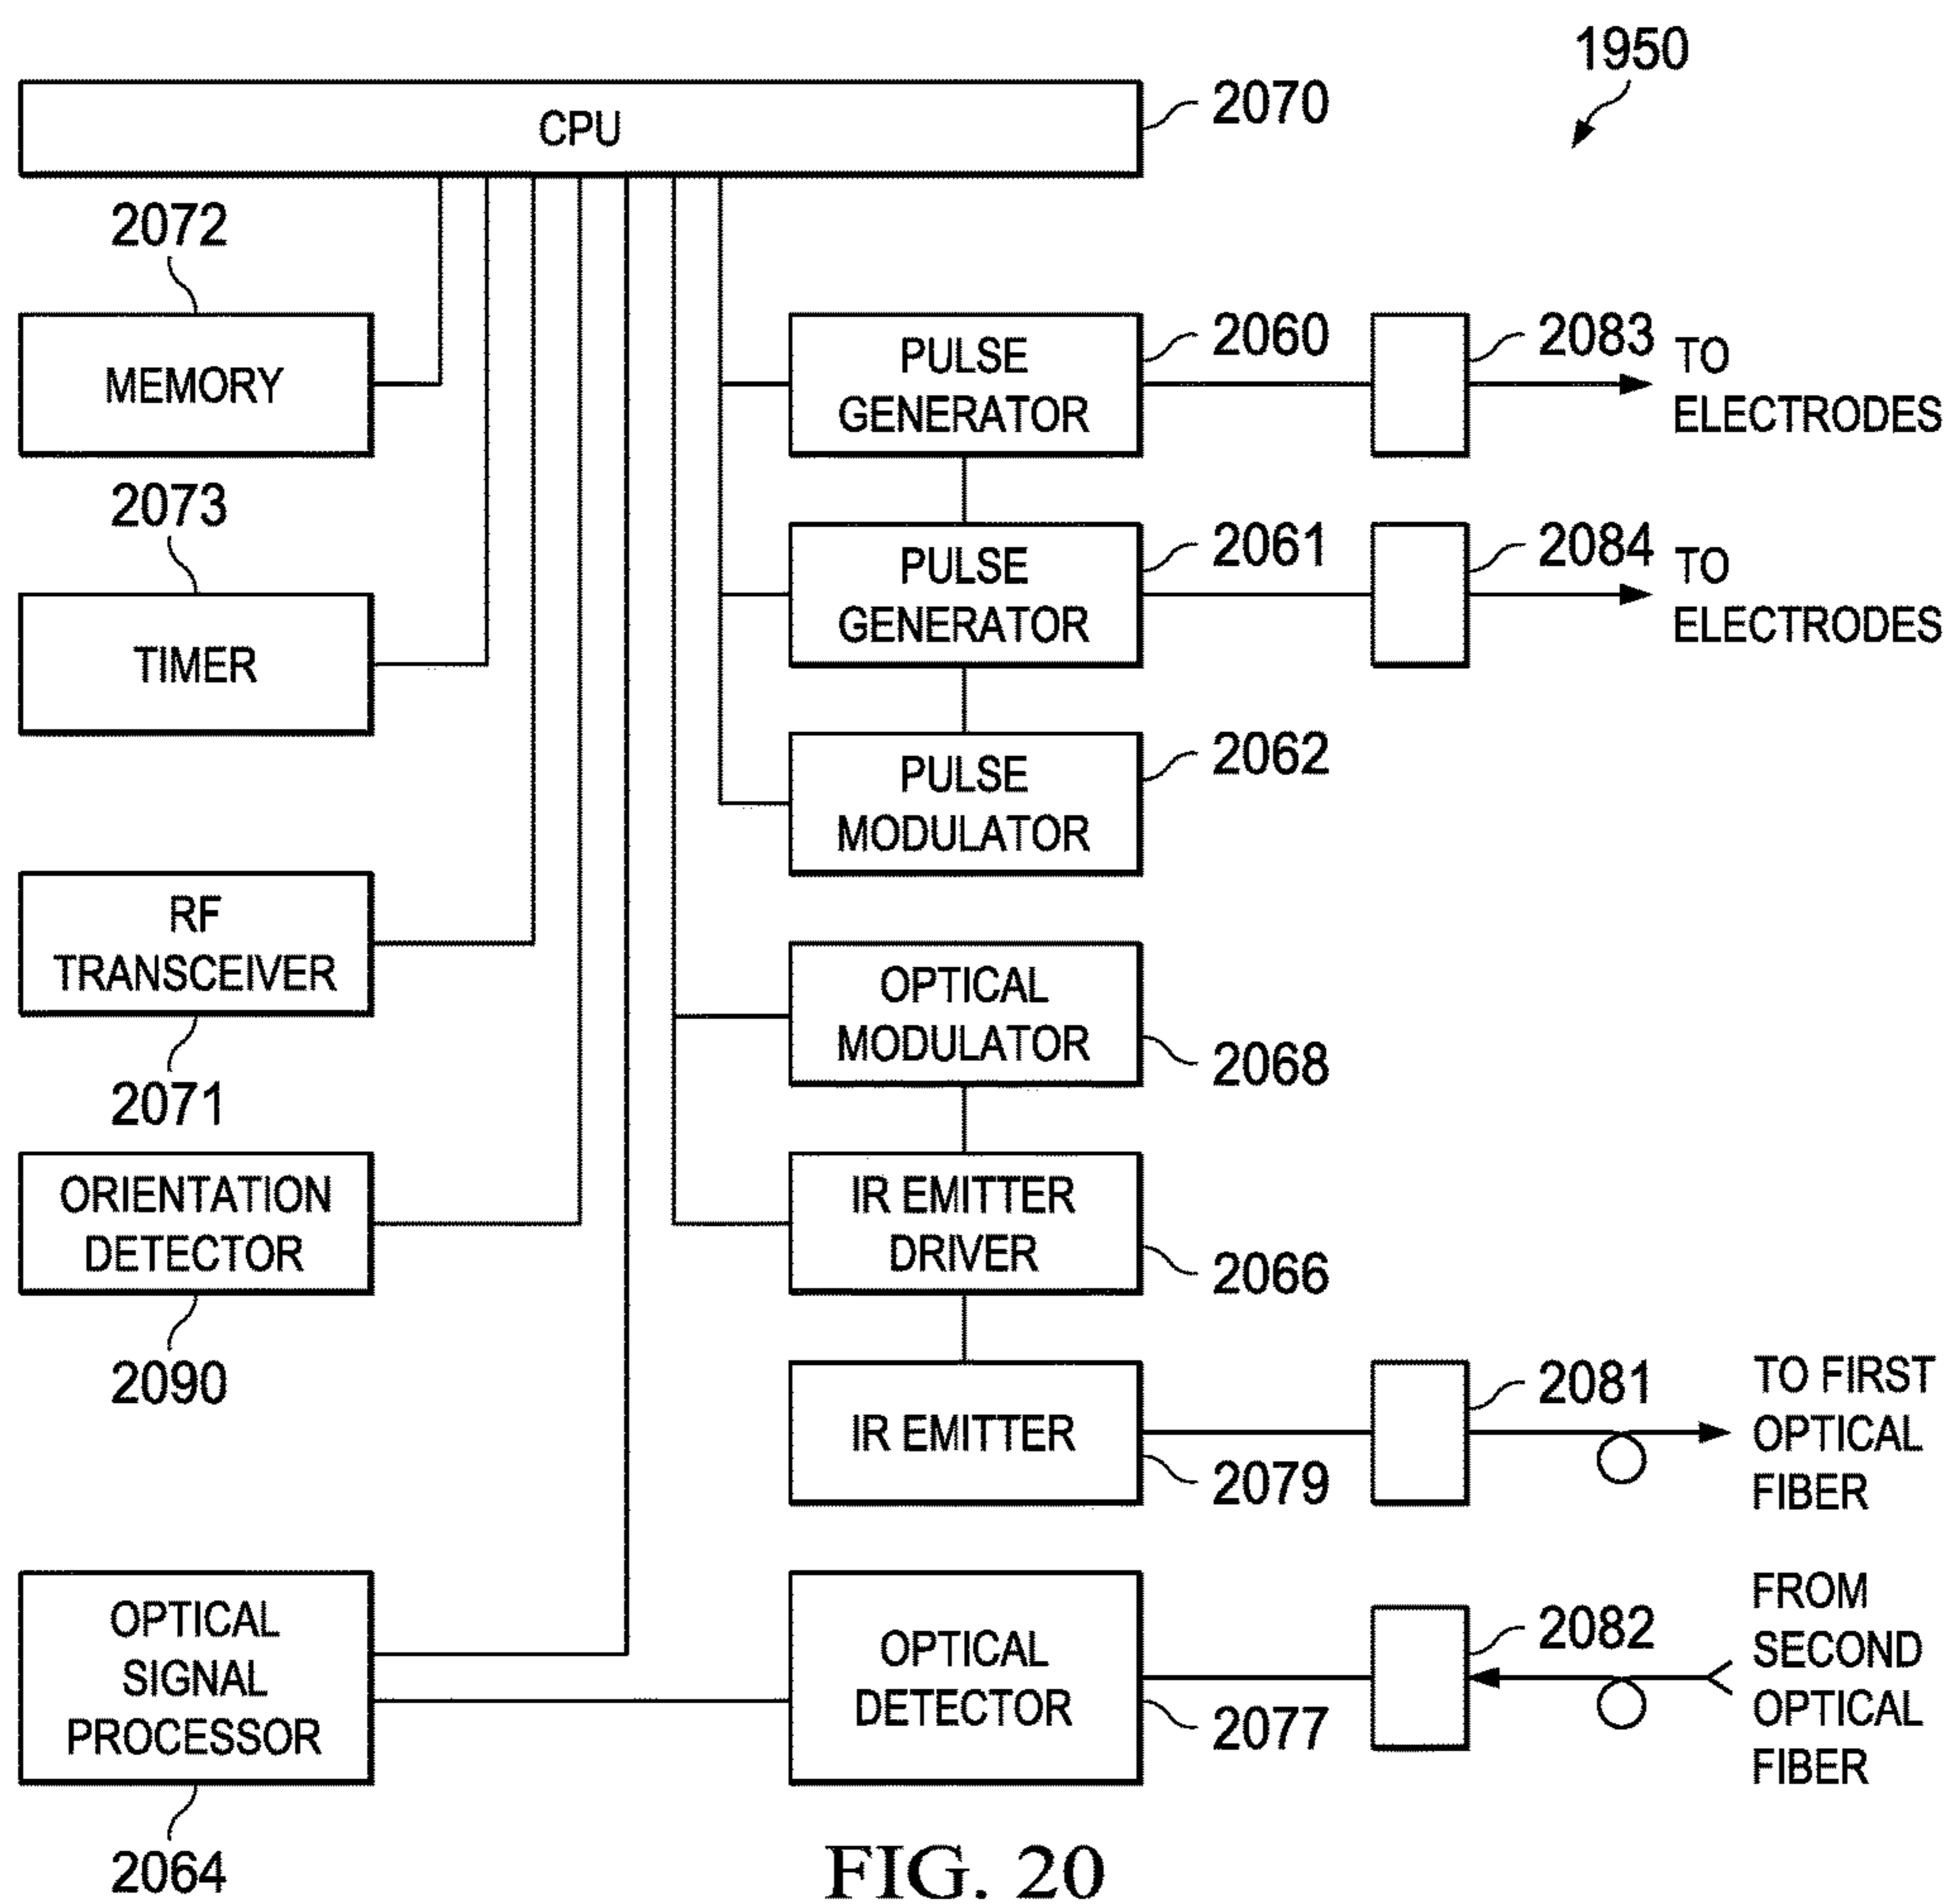 1950
CPU
2070
2072
MEMORY
2073
TIMER
RF
TRANSCEIVER
2071
ORIENTATION
DETECTOR
2090
OPTICAL
SIGNAL
PROCESSOR
2064
PULSE
GENERATOR
2060
2083
TO
ELECTRODES
PULSE
GENERATOR
2061
2084
TO
ELECTRODES
PULSE
MODULATOR
2062
OPTICAL
MODULATOR
2068
IR EMITTER
DRIVER
2066
IR EMITTER
2079
2081
TO FIRST
OPTICAL
FIBER
OPTICAL
DETECTOR
2077
2082
FROM
SECOND
OPTICAL
FIBER
FIG. 20